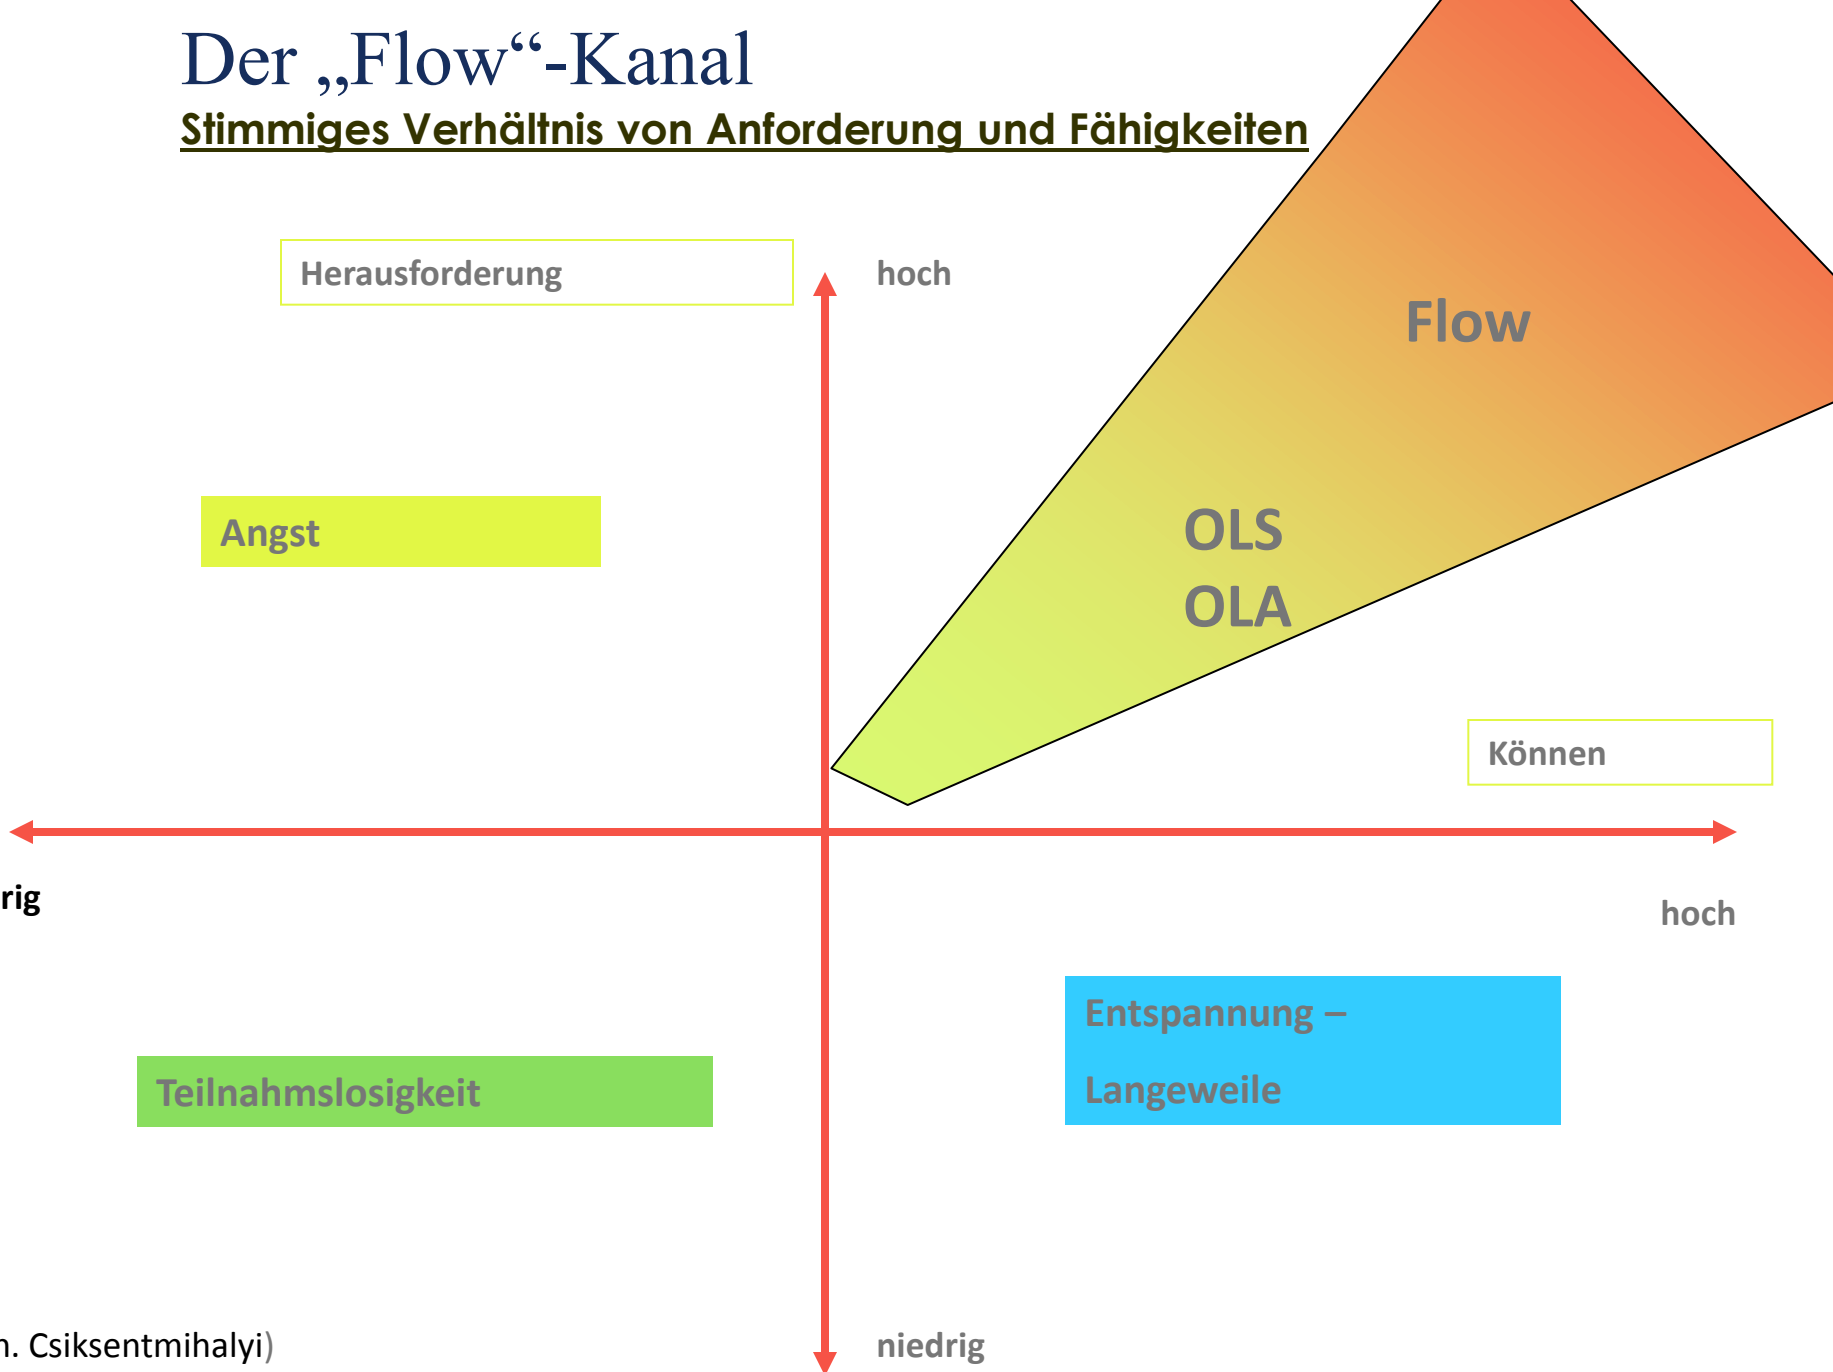 Der „Flow“-Kanal
Stimmiges Verhältnis von Anforderung und Fähigkeiten
Herausforderung
hoch
Flow
Angst
OLS
OLA
Können
rig
hoch
Entspannung –
Langeweile
Teilnahmslosigkeit
. Csiksentmihalyi)
niedrig